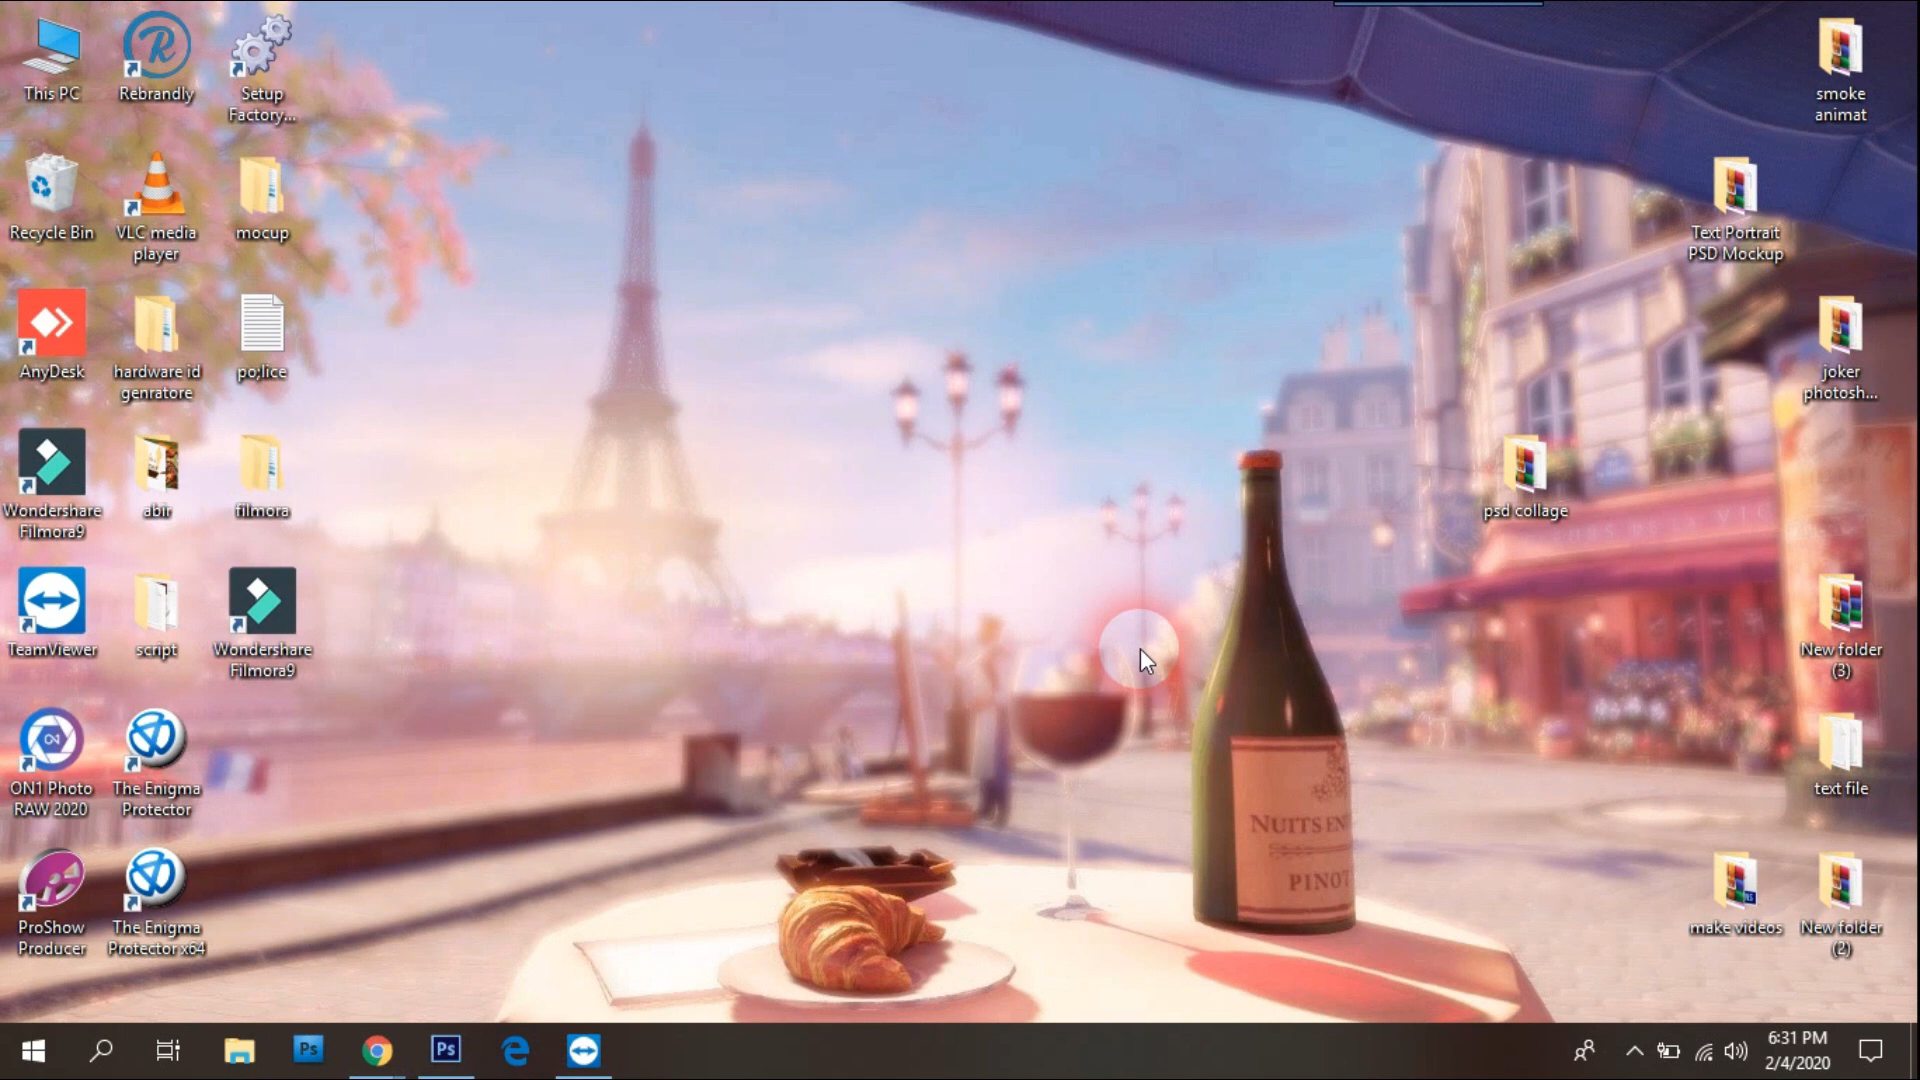 This PC
Rebrandly
Setup
Factory...
Recycle Bin
VLC media
player
mocup
AnyDesk
hardware id
genratore
po;lice
Wondershare
Filmora9
abir
filmora
TeamViewer
script
Wondershare
Filmora9
ON1 Photo
RAW 2020
The Enigma
Protector
ProShow
Producer
The Enigma
Protector x64
smoke
animat
Text Portrait
PSD Mockup
joker
photosh...
psd collage
New folder
(3)
text file
make videos
New folder
(2)
NUITS EN
PINOT
Ps
Ps
6:31 PM
2/4/2020